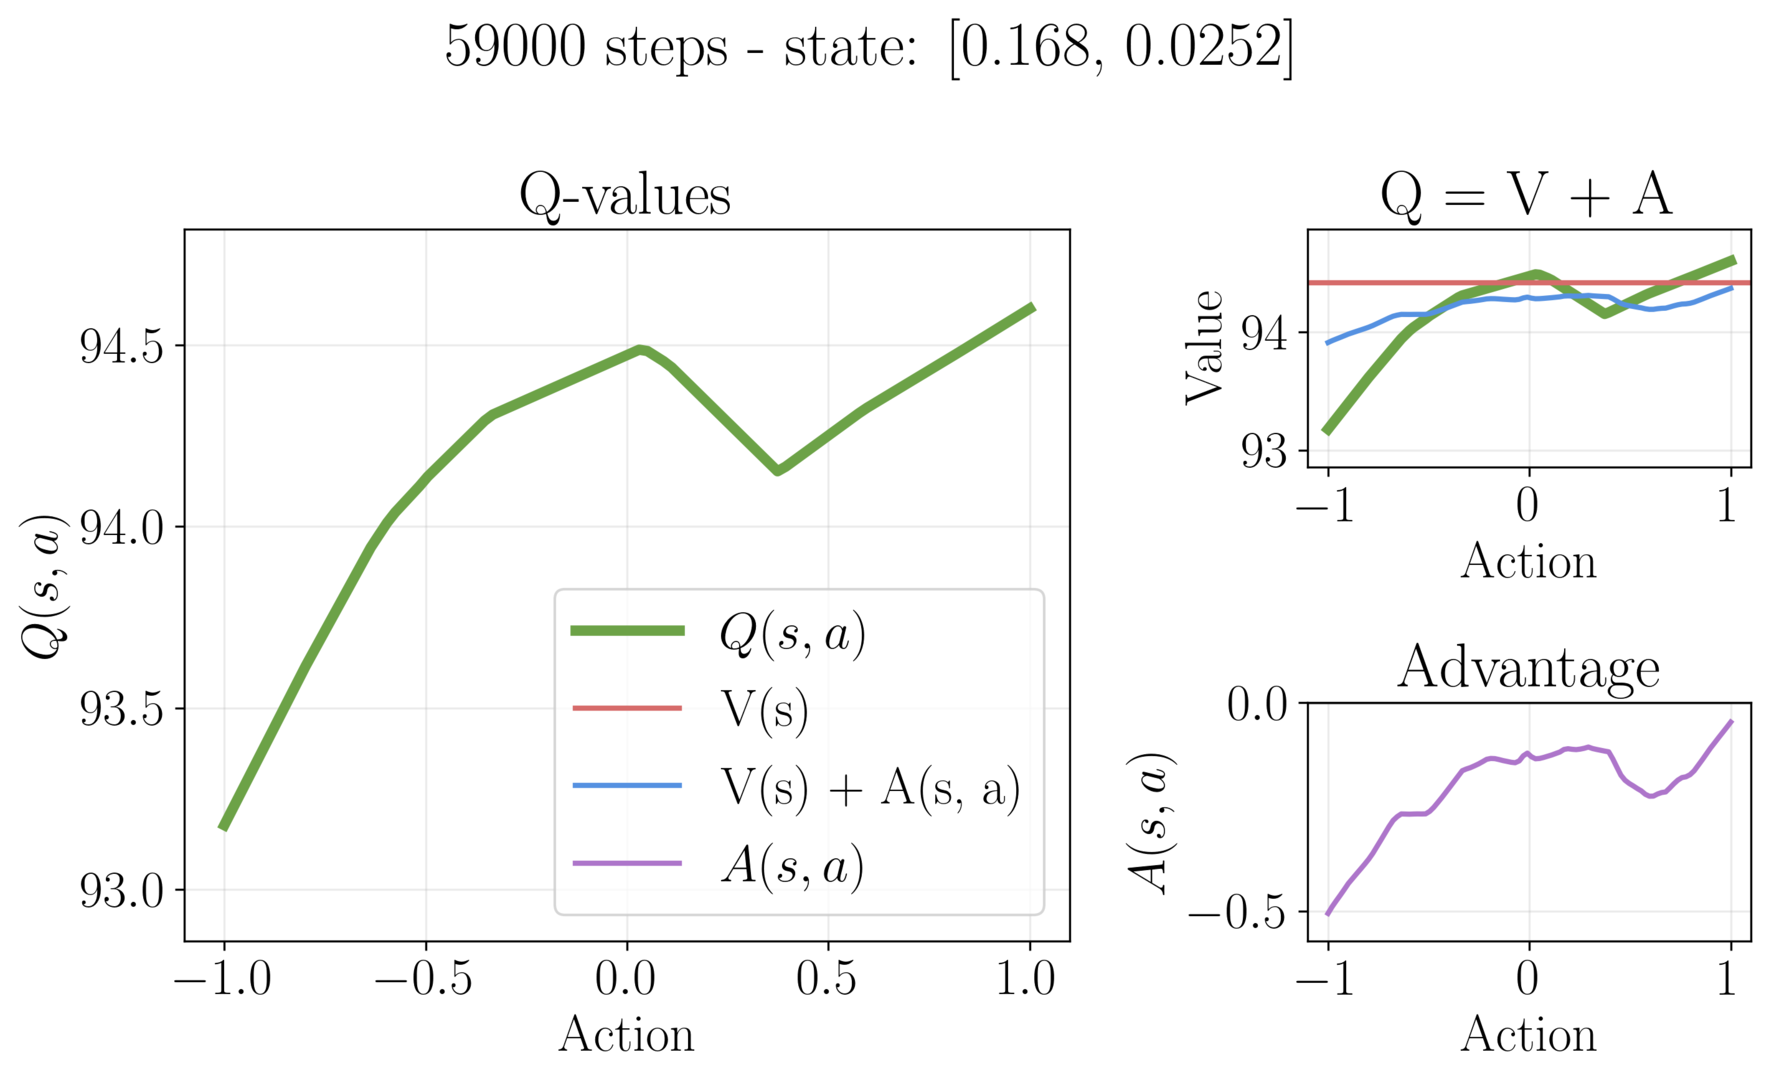 59000 steps - state: [0.168, 0.0252]
Q-values
Q(s, a)
94.5
94.0
93.5
93.0
−1.0 −0.5 0.0 0.5 1.0
Action
Q(s, a)
V(s)
V(s) + A(s, a)
A(s, a)
Q = V + A
Value
94
93
−1 0 1
Action
Advantage
A(s, a)
0.0
−0.5
−1 0 1
Action